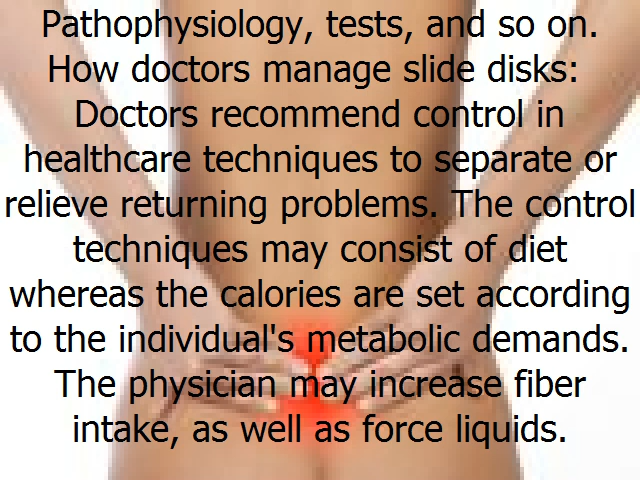 Pathophysiology, tests, and so on.
How doctors manage slide disks:
Doctors recommend control in
healthcare techniques to separate or
relieve returning problems. The control
techniques may consist of diet
whereas the calories are set according
to the individual's metabolic demands.
The physician may increase fiber
intake, as well as force liquids.